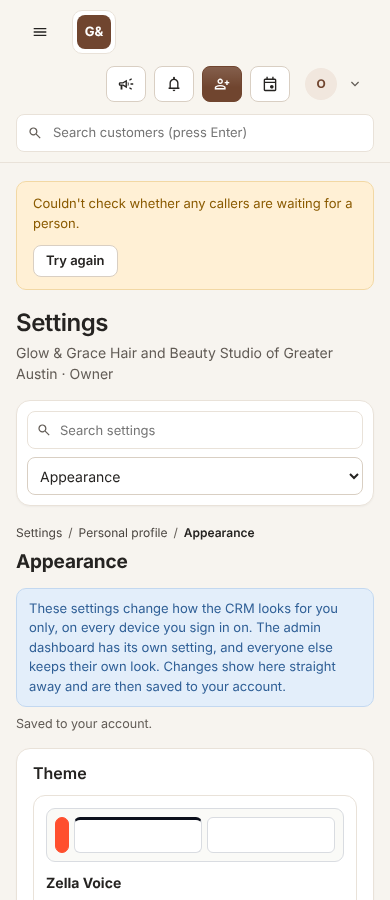 G&
O
Search customers (press Enter)
Couldn't check whether any callers are waiting for a
person.
Try again
Settings
Glow & Grace Hair and Beauty Studio of Greater
Austin · Owner
Search settings
Appearance
Settings / Personal profile / Appearance
Appearance
These settings change how the CRM looks for you
only, on every device you sign in on. The admin
dashboard has its own setting, and everyone else
keeps their own look. Changes show here straight
away and are then saved to your account.
Saved to your account.
Theme
Zella Voice